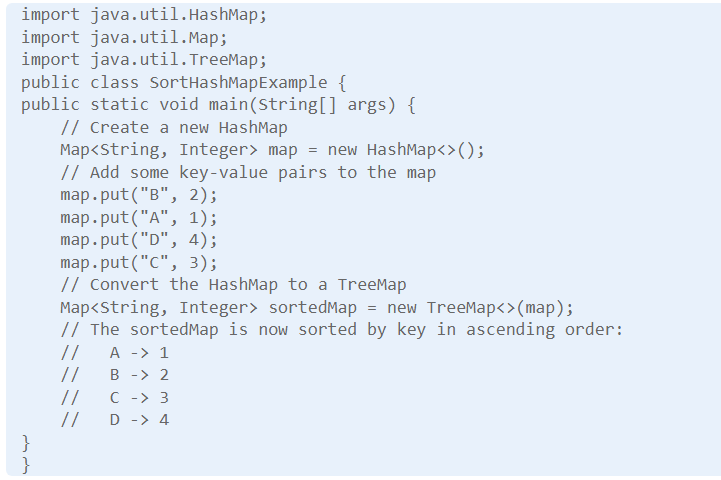 import java.util.HashMap;
import java.util.Map;
import java.util.TreeMap;
public class SortHashMapExample {
public static void main(String[] args) {
    // Create a new HashMap
    Map<String, Integer> map = new HashMap<>();
    // Add some key-value pairs to the map
    map.put("B", 2);
    map.put("A", 1);
    map.put("D", 4);
    map.put("C", 3);
    // Convert the HashMap to a TreeMap
    Map<String, Integer> sortedMap = new TreeMap<>(map);
    // The sortedMap is now sorted by key in ascending order:
    //   A -> 1
    //   B -> 2
    //   C -> 3
    //   D -> 4
}
}